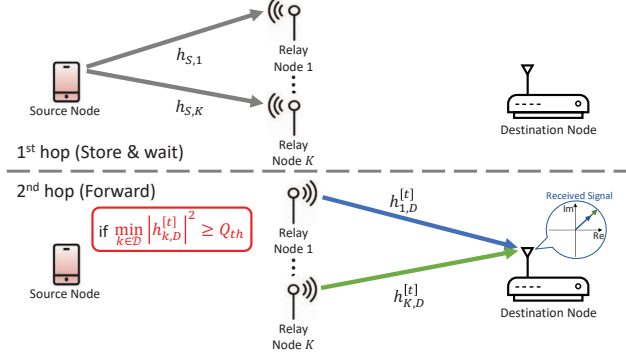 h_{S,1}
Relay
Node 1
Source Node
h_{S,K}
Relay
Node K
Destination Node
1st hop (Store & wait)
2nd hop (Forward)
if min_{k∈𝒟} |h_{k,D}^{[t]}|^2 ≥ Q_{th}
Relay
Node 1
h_{1,D}^{[t]}
Received Signal
Im
Re
Source Node
Relay
Node K
h_{K,D}^{[t]}
Destination Node